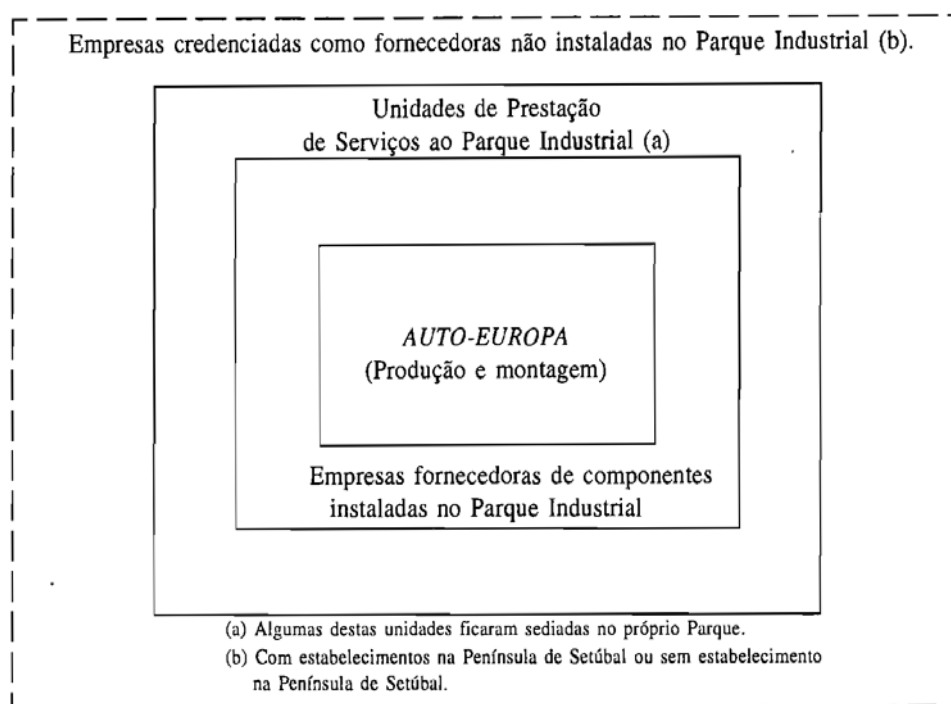 Empresas credenciadas como fornecedoras não instaladas no Parque Industrial (b).
Unidades de Prestação
de Serviços ao Parque Industrial (a)
AUTO-EUROPA
(Produção e montagem)
Empresas fornecedoras de componentes
instaladas no Parque Industrial
(a) Algumas destas unidades ficaram sediadas no próprio Parque.
(b) Com estabelecimentos na Península de Setúbal ou sem estabelecimento
na Península de Setúbal.